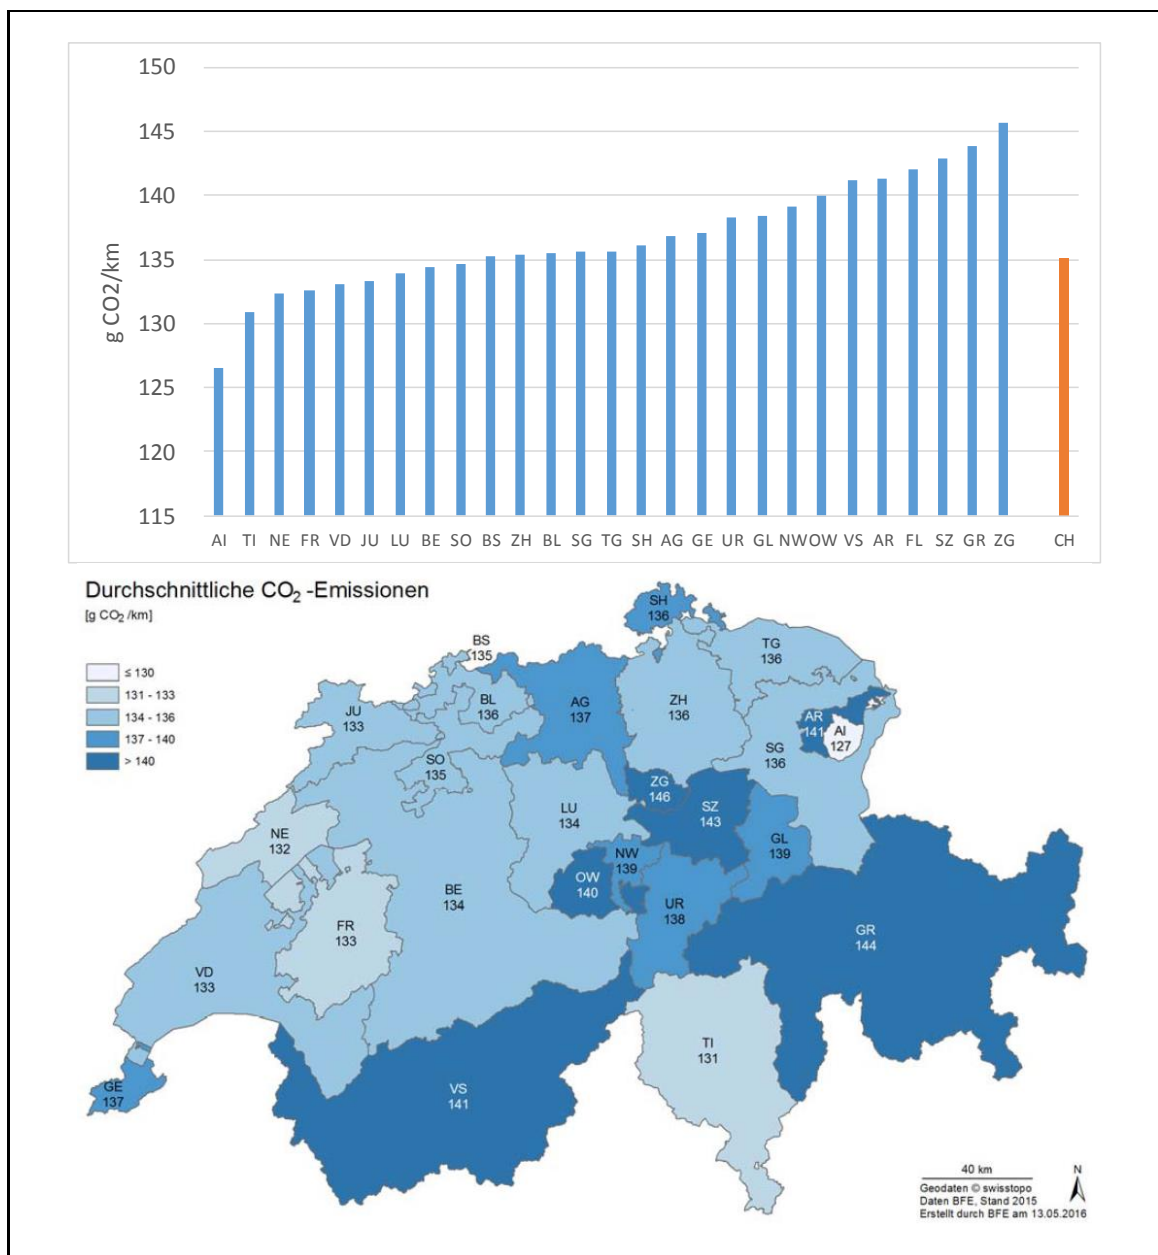 150
145
140
135
130
125
120
115
g CO2/km
AI TI NE FR VD JU LU BE SO BS ZH BL SG TG SH AG GE UR GL NW OW VS AR FL SZ GR ZG CH
Durchschnittliche CO2 -Emissionen
[g CO2 /km]
≤ 130
131 - 133
134 - 136
137 - 140
> 140
SH
136
BS
135
TG
136
BL
136
AG
137
ZH
136
JU
133
AR
141
AI
127
SG
136
SO
135
ZG
146
SZ
143
LU
134
NE
132
GL
139
NW
139
OW
140
BE
134
UR
138
FR
133
GR
144
VD
133
TI
131
GE
137
VS
141
40 km
N
Geodaten © swisstopo
Daten BFE, Stand 2015
Erstellt durch BFE am 13.05.2016